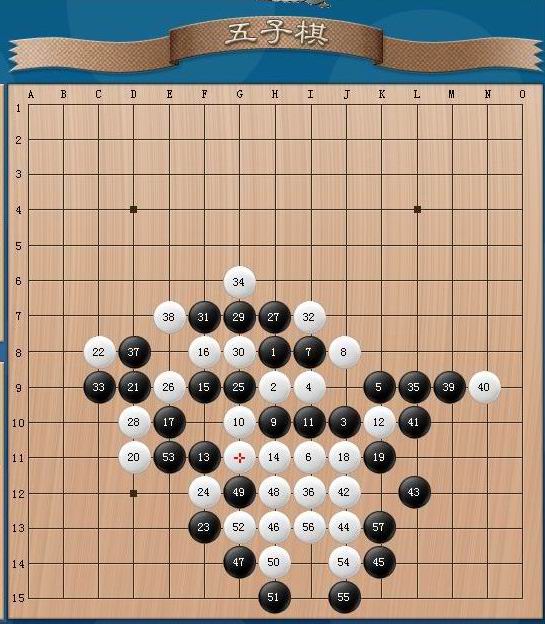 五子棋
A B C D E F G H I J K L M N O
1
2
3
4
5
6 34
7 38 31 29 27 32
8 22 37 16 30 1 7 8
9 33 21 26 15 25 2 4 5 35 39 40
10 28 17 10 9 11 3 12 41
11 20 53 13 14 6 18 19
12 24 49 48 36 42 43
13 23 52 46 56 44 57
14 47 50 54 45
15 51 55